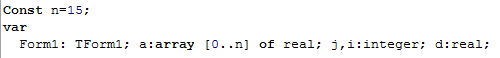 Const n=15;
var
Form1: TForm1; a:array [0..n] of real; j,i:integer; d:real;